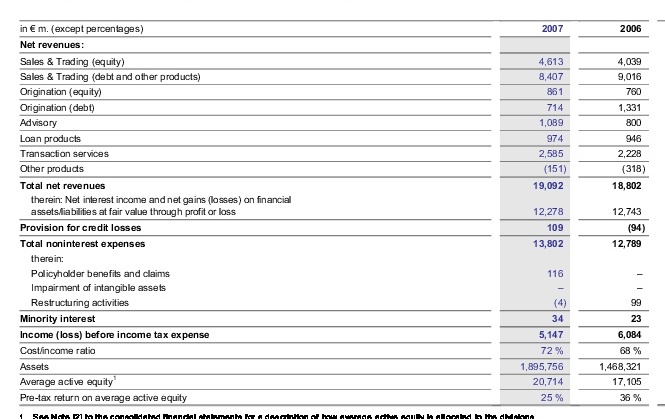 in € m. (except percentages) 2007 2006
Net revenues:
Sales & Trading (equity) 4,613 4,039
Sales & Trading (debt and other products) 8,407 9,016
Origination (equity) 861 760
Origination (debt) 714 1,331
Advisory 1,089 800
Loan products 974 946
Transaction services 2,585 2,228
Other products (151) (318)
Total net revenues 19,092 18,802
therein: Net interest income and net gains (losses) on financial
assets/liabilities at fair value through profit or loss 12,278 12,743
Provision for credit losses 109 (94)
Total noninterest expenses 13,802 12,789
therein:
Policyholder benefits and claims 116 –
Impairment of intangible assets – –
Restructuring activities (4) 99
Minority interest 34 23
Income (loss) before income tax expense 5,147 6,084
Cost/income ratio 72 % 68 %
Assets 1,895,756 1,468,321
Average active equity1 20,714 17,105
Pre-tax return on average active equity 25 % 36 %
1 See Note [2] to the consolidated financial statements for a description of how average active equity is allocated to the divisions.